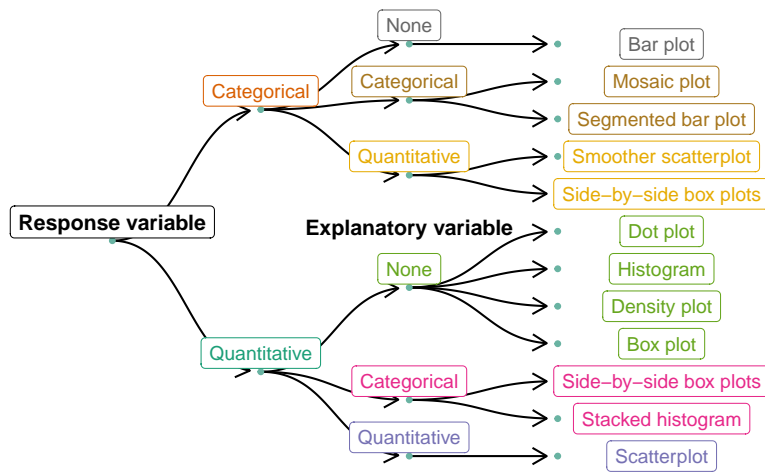 None
Bar plot
Categorical
Categorical
Mosaic plot
Segmented bar plot
Quantitative
Smoother scatterplot
Side−by−side box plots
Response variable
Explanatory variable
Dot plot
None
Histogram
Density plot
Box plot
Quantitative
Categorical
Side−by−side box plots
Stacked histogram
Quantitative
Scatterplot